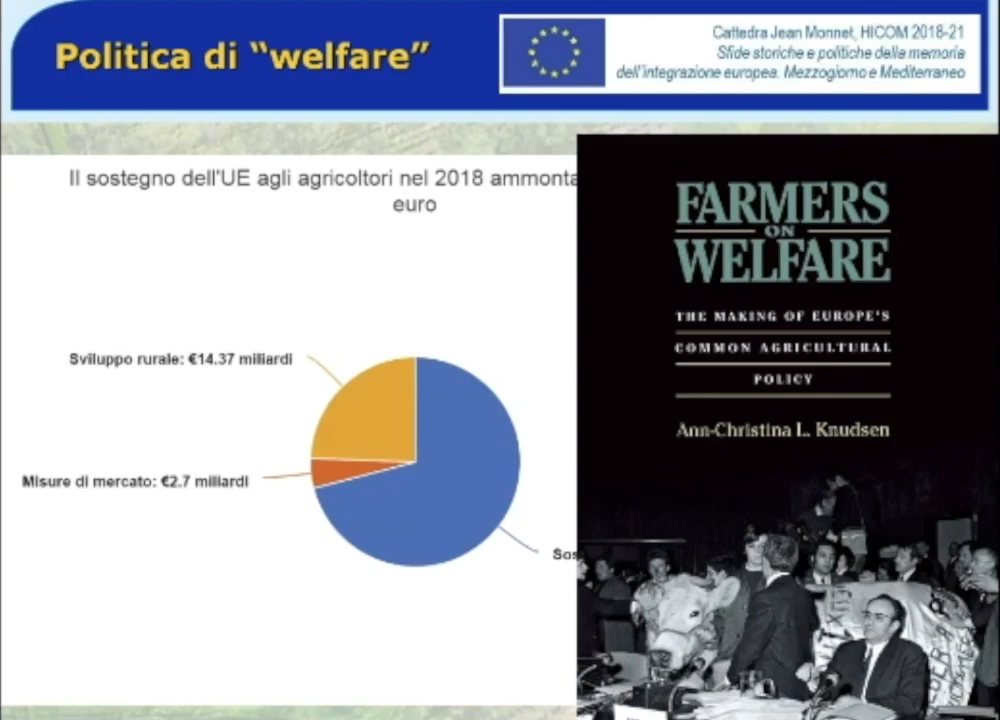 Politica di “welfare”
Cattedra Jean Monnet, HICOM 2018-21
Sfide storiche e politiche della memoria
dell'integrazione europea. Mezzogiorno e Mediterraneo
Il sostegno dell'UE agli agricoltori nel 2018 ammonta
euro
Sviluppo rurale: €14.37 miliardi
Misure di mercato: €2.7 miliardi
Sos
FARMERS
ON
WELFARE
THE MAKING OF EUROPE'S
COMMON AGRICULTURAL
POLICY
Ann-Christina L. Knudsen